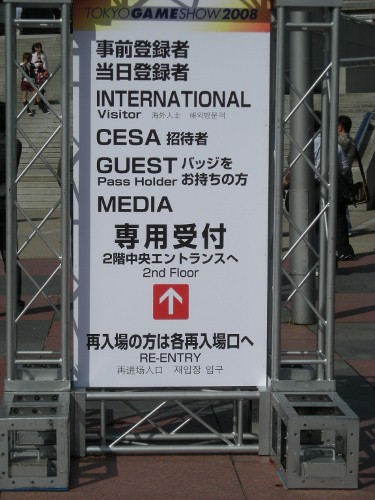 TOKYO GAME SHOW 2008
事前登録者
当日登録者
INTERNATIONAL
Visitor 海外人士 해외방문객
CESA 招待者
GUEST バッジを
Pass Holder お持ちの方
MEDIA
専用受付
2階中央エントランスへ
2nd Floor
再入場の方は各再入場口へ
RE-ENTRY
再进场入口 재입장 입구